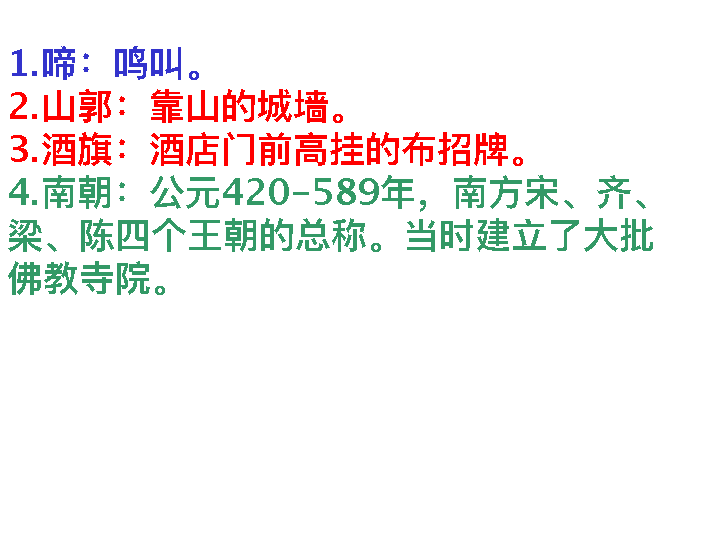 1.啼：鸣叫。
2.山郭：靠山的城墙。
3.酒旗：酒店门前高挂的布招牌。
4.南朝：公元420-589年，南方宋、齐、
梁、陈四个王朝的总称。当时建立了大批
佛教寺院。